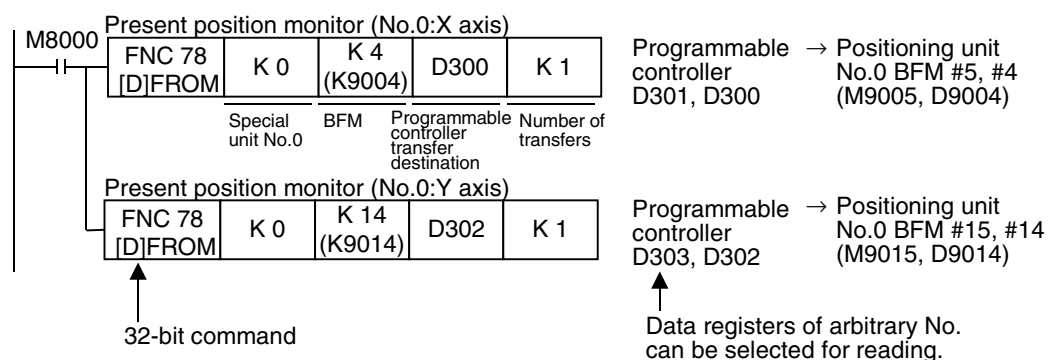 Present position monitor (No.0:X axis)
M8000
FNC 78
[D]FROM
K 0
K 4
(K9004)
D300
K 1
Special
unit No.0
BFM
Programmable
controller
transfer
destination
Number of
transfers
Programmable
controller
D301, D300
→ Positioning unit
No.0 BFM #5, #4
(M9005, D9004)
Present position monitor (No.0:Y axis)
FNC 78
[D]FROM
K 0
K 14
(K9014)
D302
K 1
Programmable
controller
D303, D302
→ Positioning unit
No.0 BFM #15, #14
(M9015, D9014)
32-bit command
Data registers of arbitrary No.
can be selected for reading.